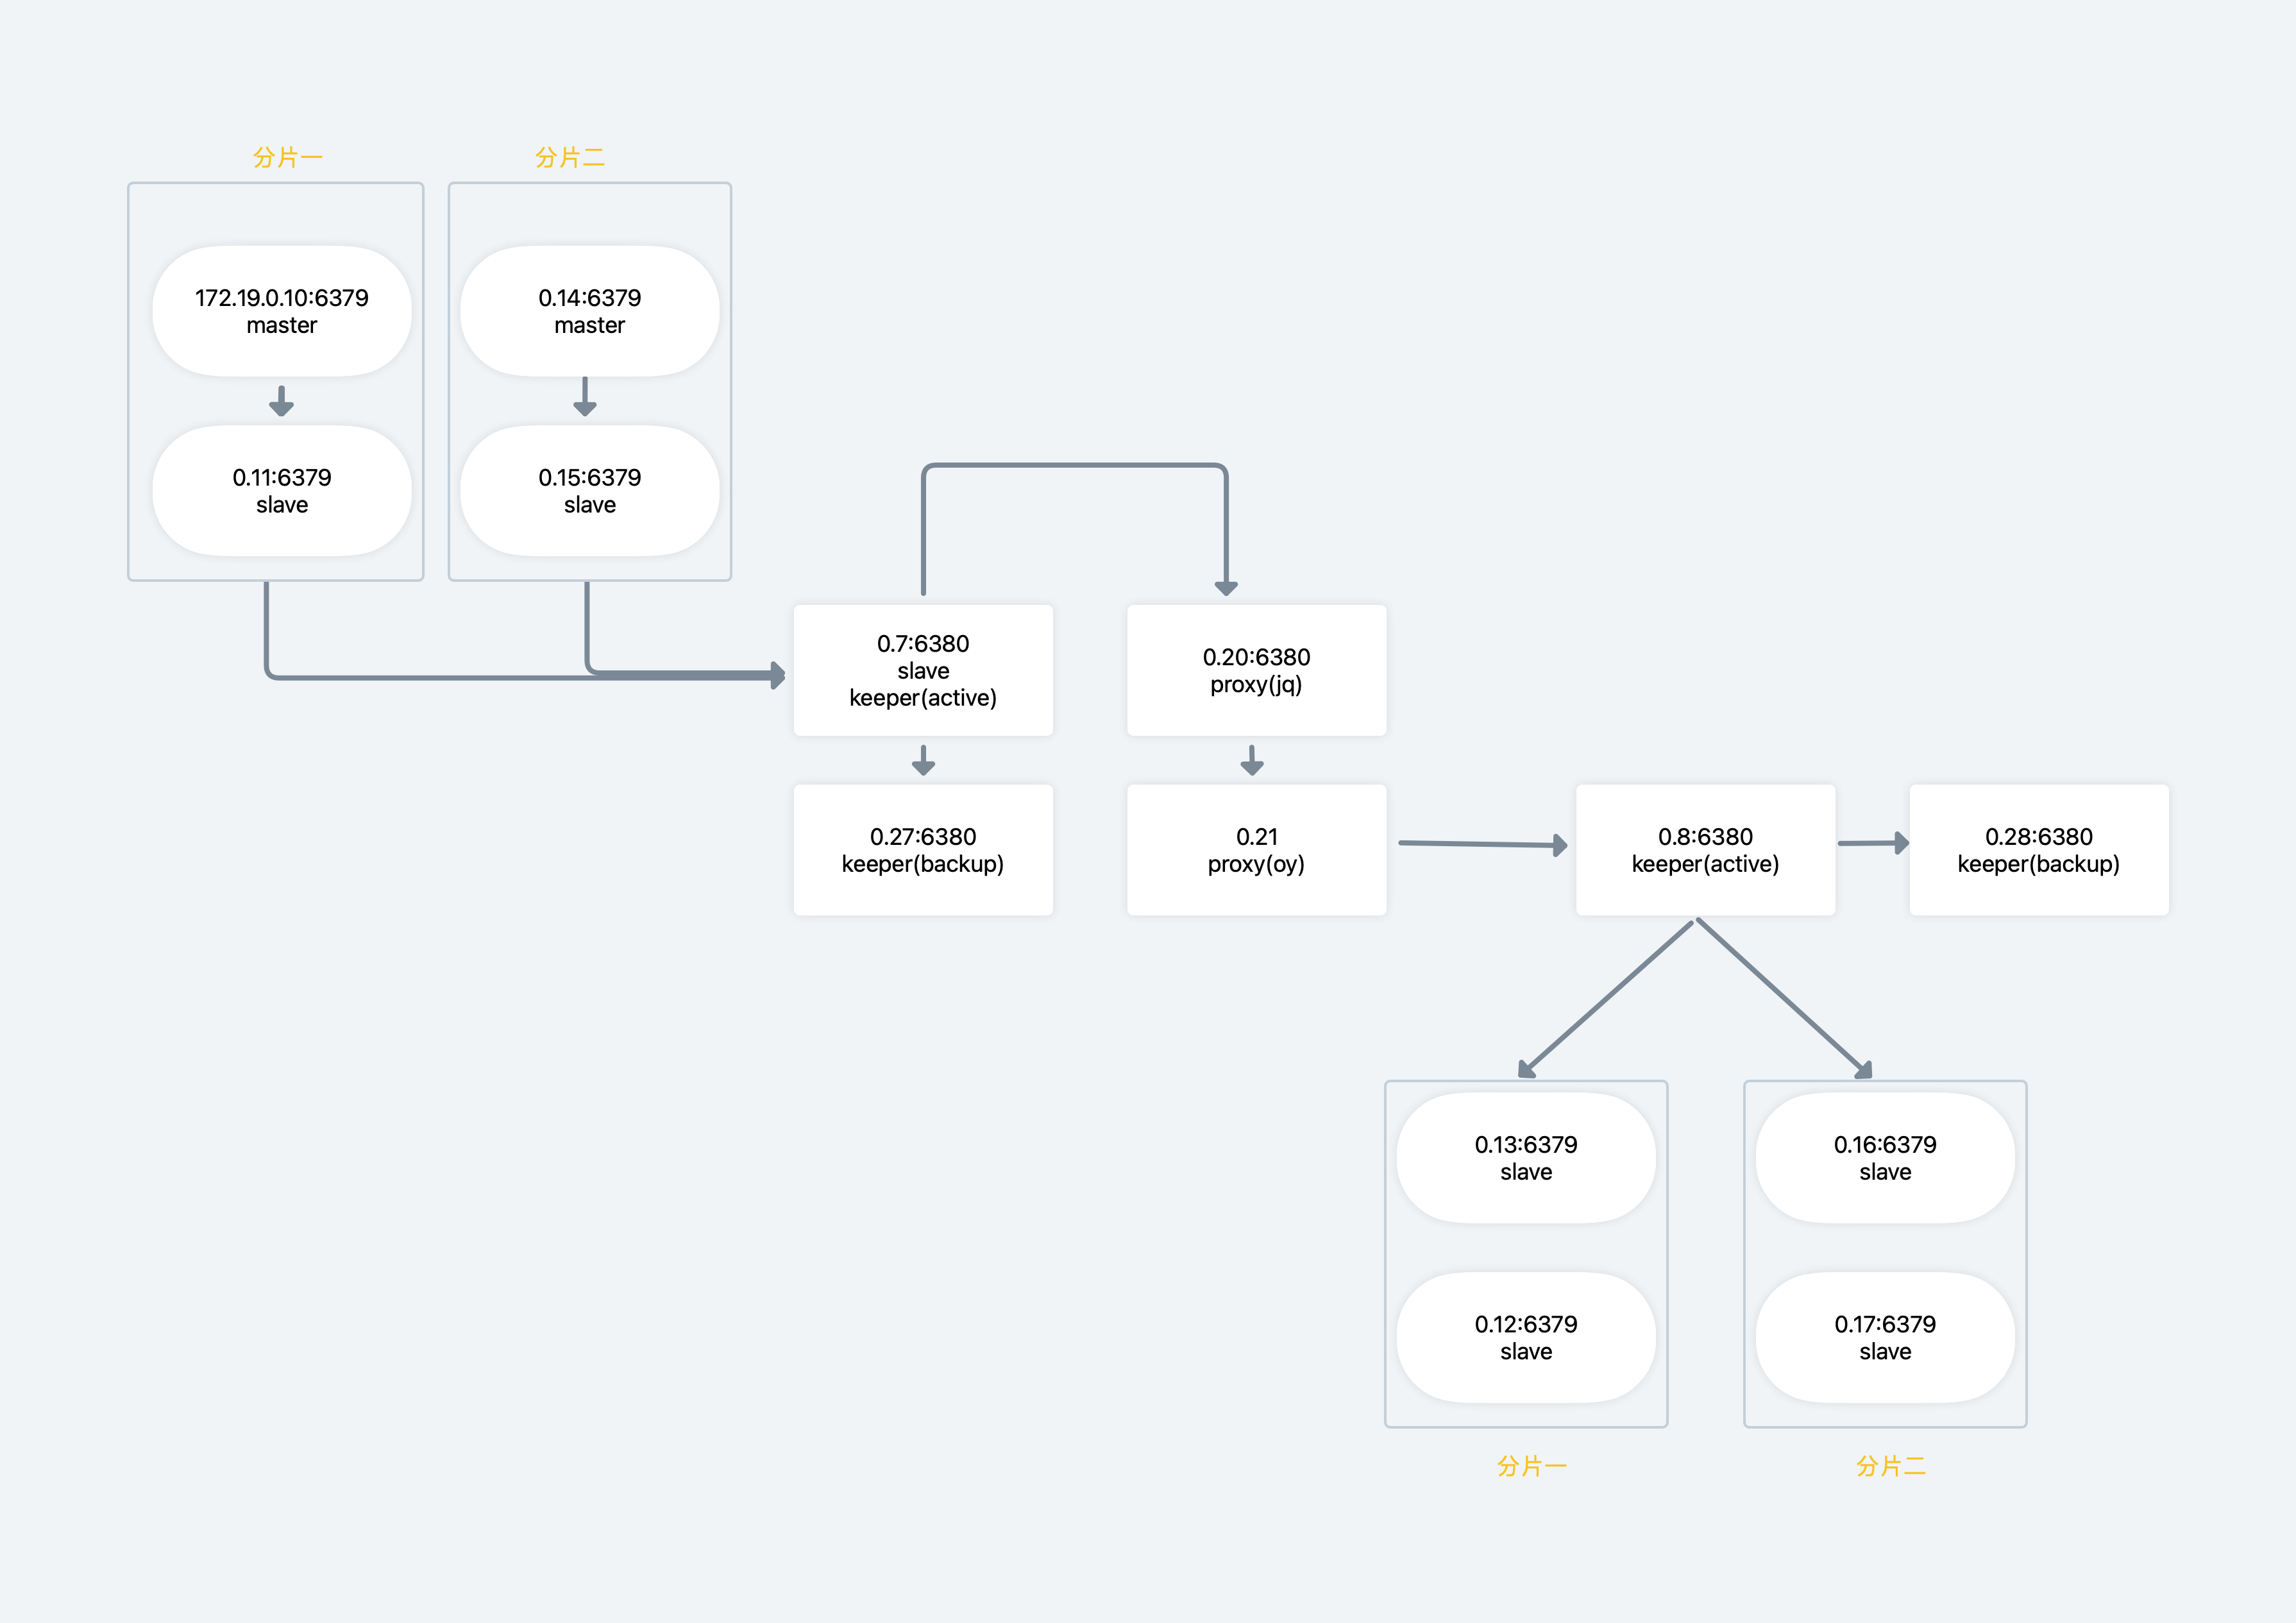 分片一
分片二
172.19.0.10:6379
master
0.14:6379
master
0.11:6379
slave
0.15:6379
slave
0.7:6380
slave
keeper(active)
0.20:6380
proxy(jq)
0.27:6380
keeper(backup)
0.21
proxy(oy)
0.8:6380
keeper(active)
0.28:6380
keeper(backup)
0.13:6379
slave
0.16:6379
slave
0.12:6379
slave
0.17:6379
slave
分片一
分片二